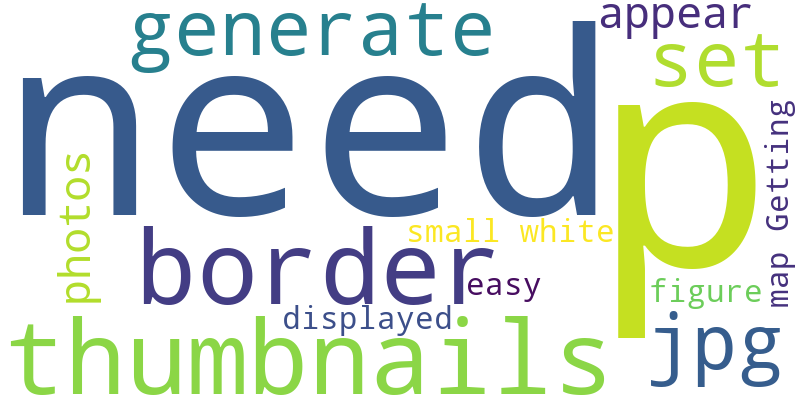 generate
appear
need
set
p
photos
map Getting
border
small white
easy
figure
displayed
thumbnails
jpg